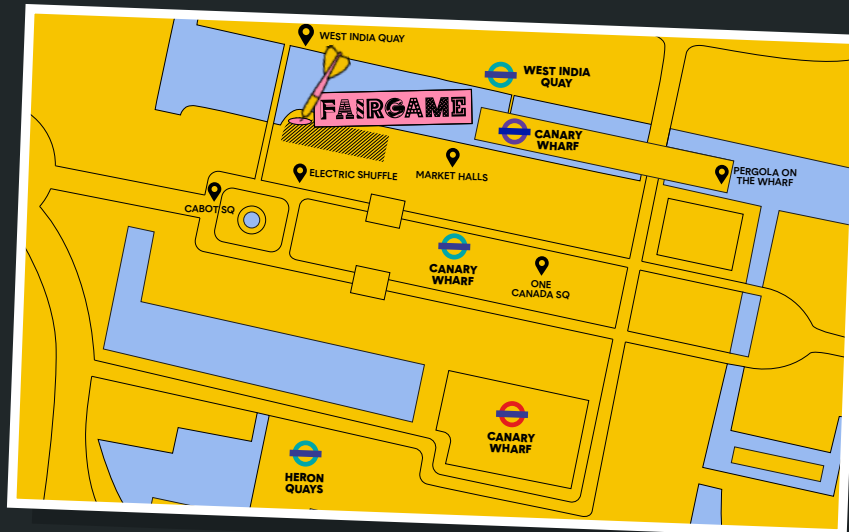 WEST INDIA QUAY
WEST INDIA
QUAY
FAIRGAME
CANARY
WHARF
ELECTRIC SHUFFLE
MARKET HALLS
PERGOLA ON
THE WHARF
CABOT SQ
CANARY
WHARF
ONE
CANADA SQ
CANARY
WHARF
HERON
QUAYS